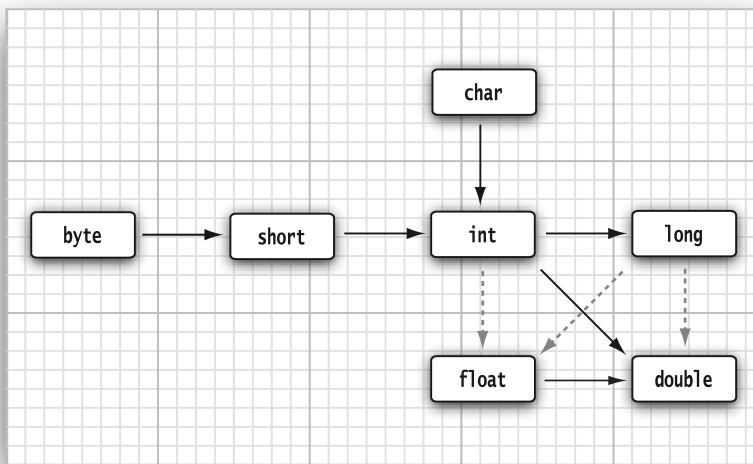 char
byte
short
int
long
float
double